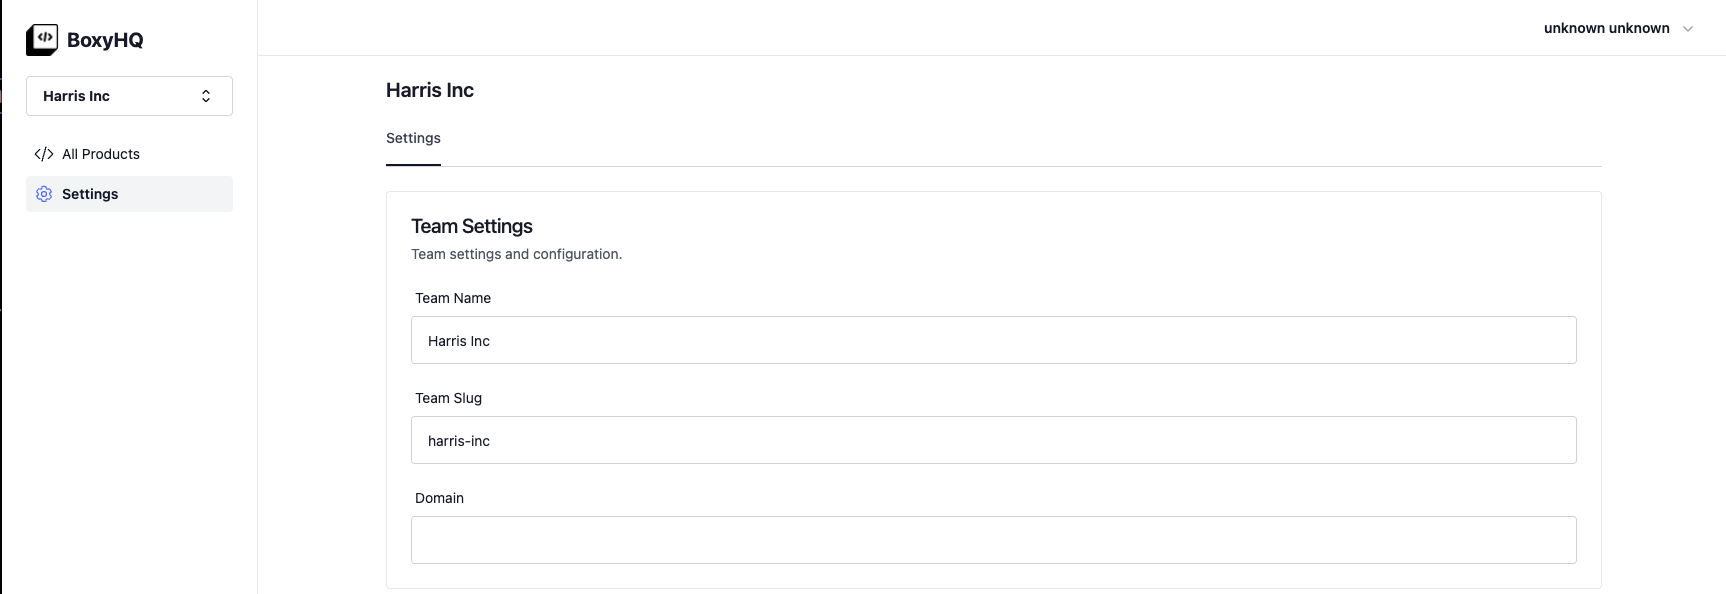 BoxyHQ
Harris Inc
All Products
Settings
unknown unknown
Harris Inc
Settings
Team Settings
Team settings and configuration.
Team Name
Harris Inc
Team Slug
harris-inc
Domain